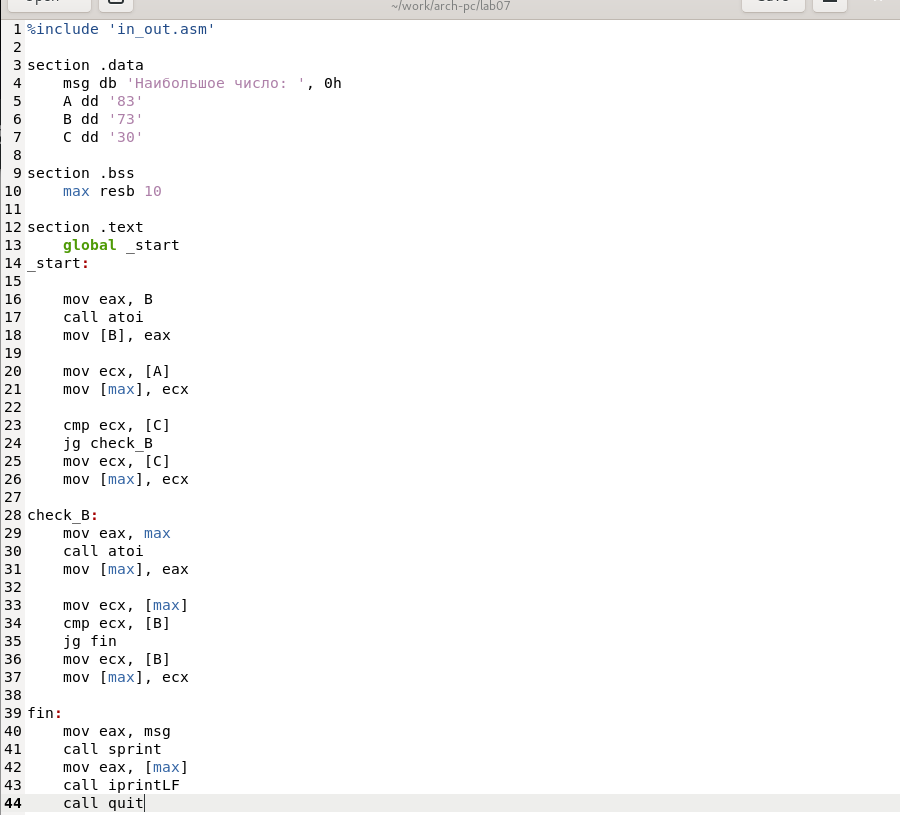 ~/work/arch-pc/lab07
1 %include 'in_out.asm'
2
3 section .data
4     msg db 'Наибольшое число: ', 0h
5     A dd '83'
6     B dd '73'
7     C dd '30'
8
9 section .bss
10     max resb 10
11
12 section .text
13     global _start
14 _start:
15
16     mov eax, B
17     call atoi
18     mov [B], eax
19
20     mov ecx, [A]
21     mov [max], ecx
22
23     cmp ecx, [C]
24     jg check_B
25     mov ecx, [C]
26     mov [max], ecx
27
28 check_B:
29     mov eax, max
30     call atoi
31     mov [max], eax
32
33     mov ecx, [max]
34     cmp ecx, [B]
35     jg fin
36     mov ecx, [B]
37     mov [max], ecx
38
39 fin:
40     mov eax, msg
41     call sprint
42     mov eax, [max]
43     call iprintLF
44     call quit